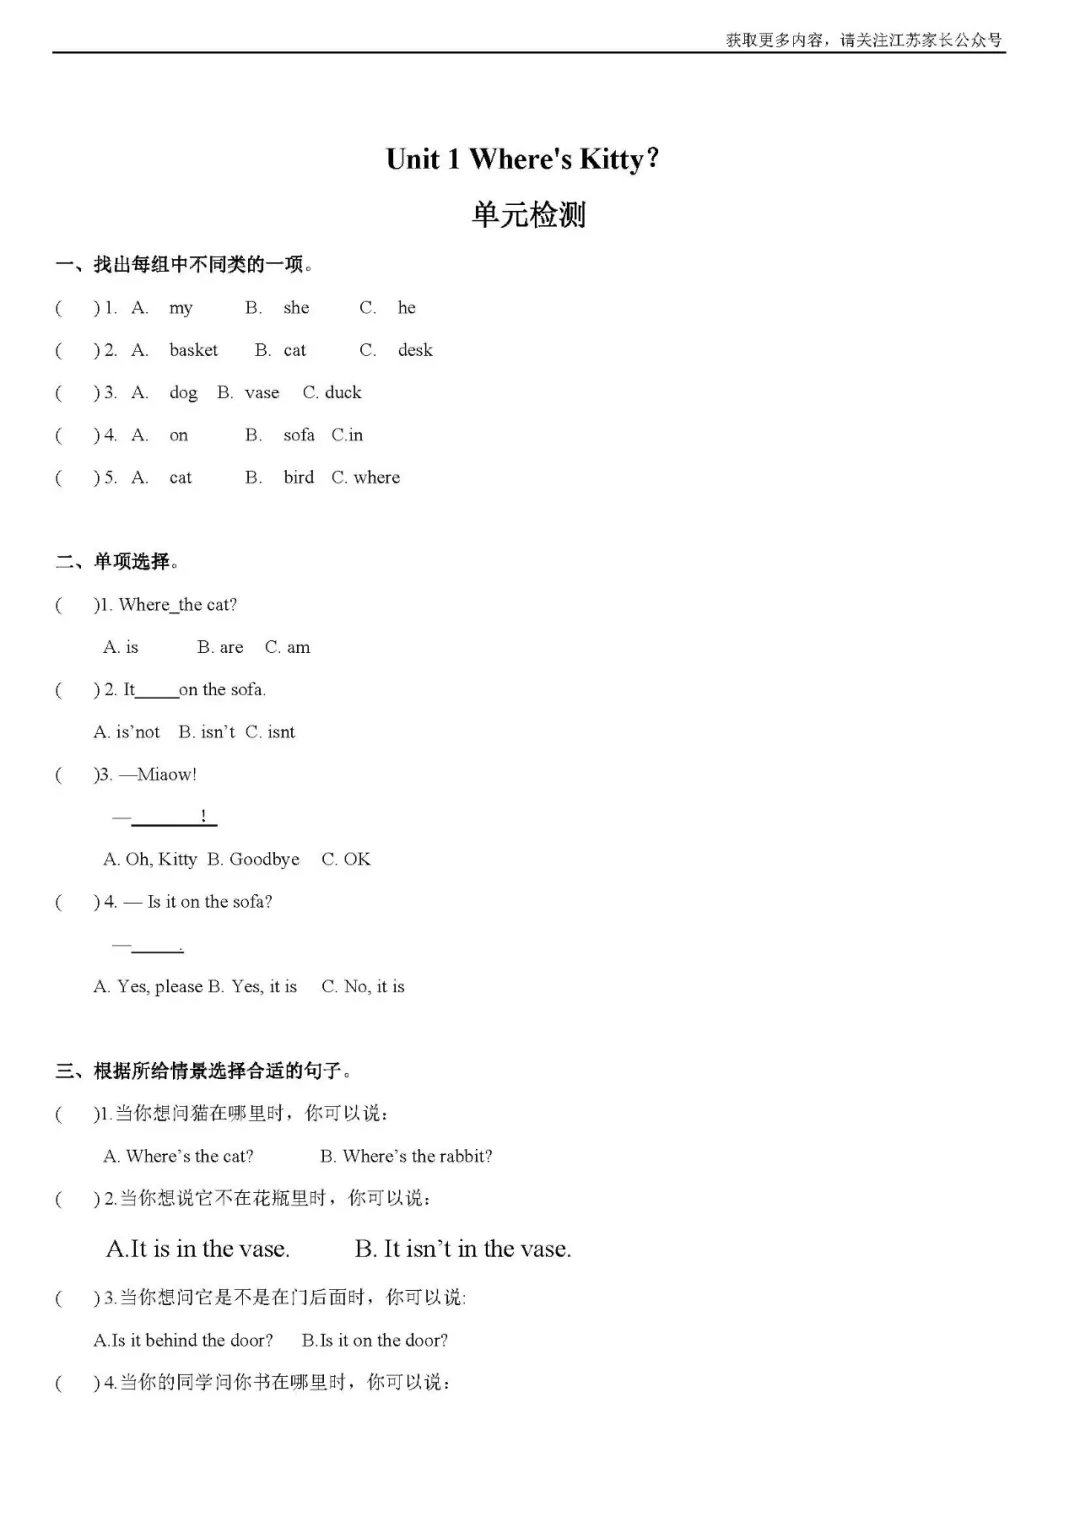 获取更多内容，请关注江苏家长公众号
Unit 1 Where's Kitty？
单元检测
一、找出每组中不同类的一项。
( ) 1. A. my B. she C. he
( ) 2. A. basket B. cat C. desk
( ) 3. A. dog B. vase C. duck
( ) 4. A. on B. sofa C.in
( ) 5. A. cat B. bird C. where
二、单项选择。
( )1. Where_the cat?
A. is B. are C. am
( ) 2. It_____on the sofa.
A. is’not B. isn’t C. isnt
( )3. —Miaow!
—________!
A. Oh, Kitty B. Goodbye C. OK
( ) 4. — Is it on the sofa?
—_____.
A. Yes, please B. Yes, it is C. No, it is
三、根据所给情景选择合适的句子。
( )1.当你想问猫在哪里时，你可以说：
A. Where’s the cat? B. Where’s the rabbit?
( ) 2.当你想说它不在花瓶里时，你可以说：
A.It is in the vase. B. It isn’t in the vase.
( ) 3.当你想问它是不是在门后面时，你可以说:
A.Is it behind the door? B.Is it on the door?
( ) 4.当你的同学问你书在哪里时，你可以说：